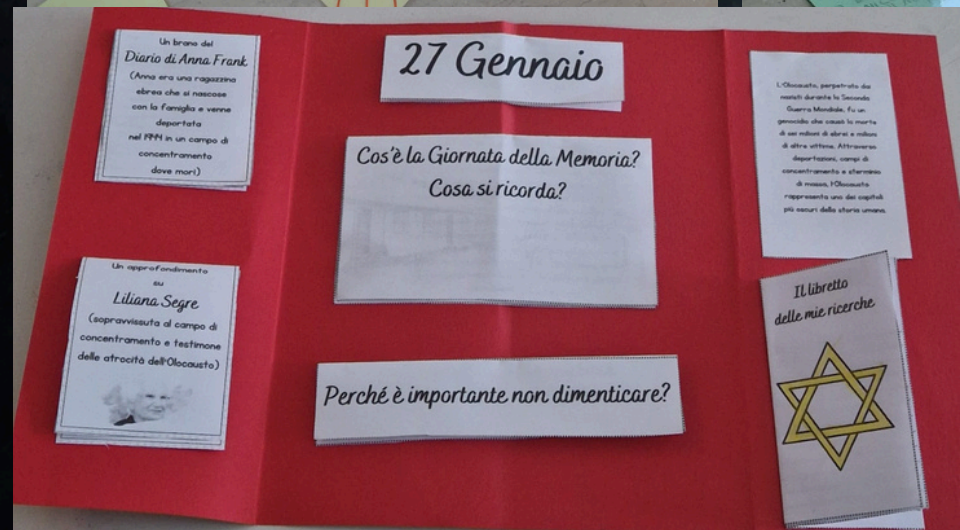 Un brano del
Diario di Anna Frank
(Anna era una ragazzina
ebrea che si nascose
con la famiglia e venne
deportata
nel 1944 in un campo di
concentramento
dove morì)
Un approfondimento
su
Liliana Segre
(sopravvissuta al campo di
concentramento e testimone
delle atrocità dell'Olocausto)
27 Gennaio
Cos'è la Giornata della Memoria?
Cosa si ricorda?
Perché è importante non dimenticare?
L'Olocausto, perpetrato dai
nazisti durante la Seconda
Guerra Mondiale, fu un
genocidio che causò la morte
di sei milioni di ebrei e milioni
di altre vittime. Attraverso
deportazioni, campi di
concentramento e sterminio
di massa, l'Olocausto
rappresenta uno dei capitoli
più oscuri della storia umana.
Il libretto
delle mie ricerche